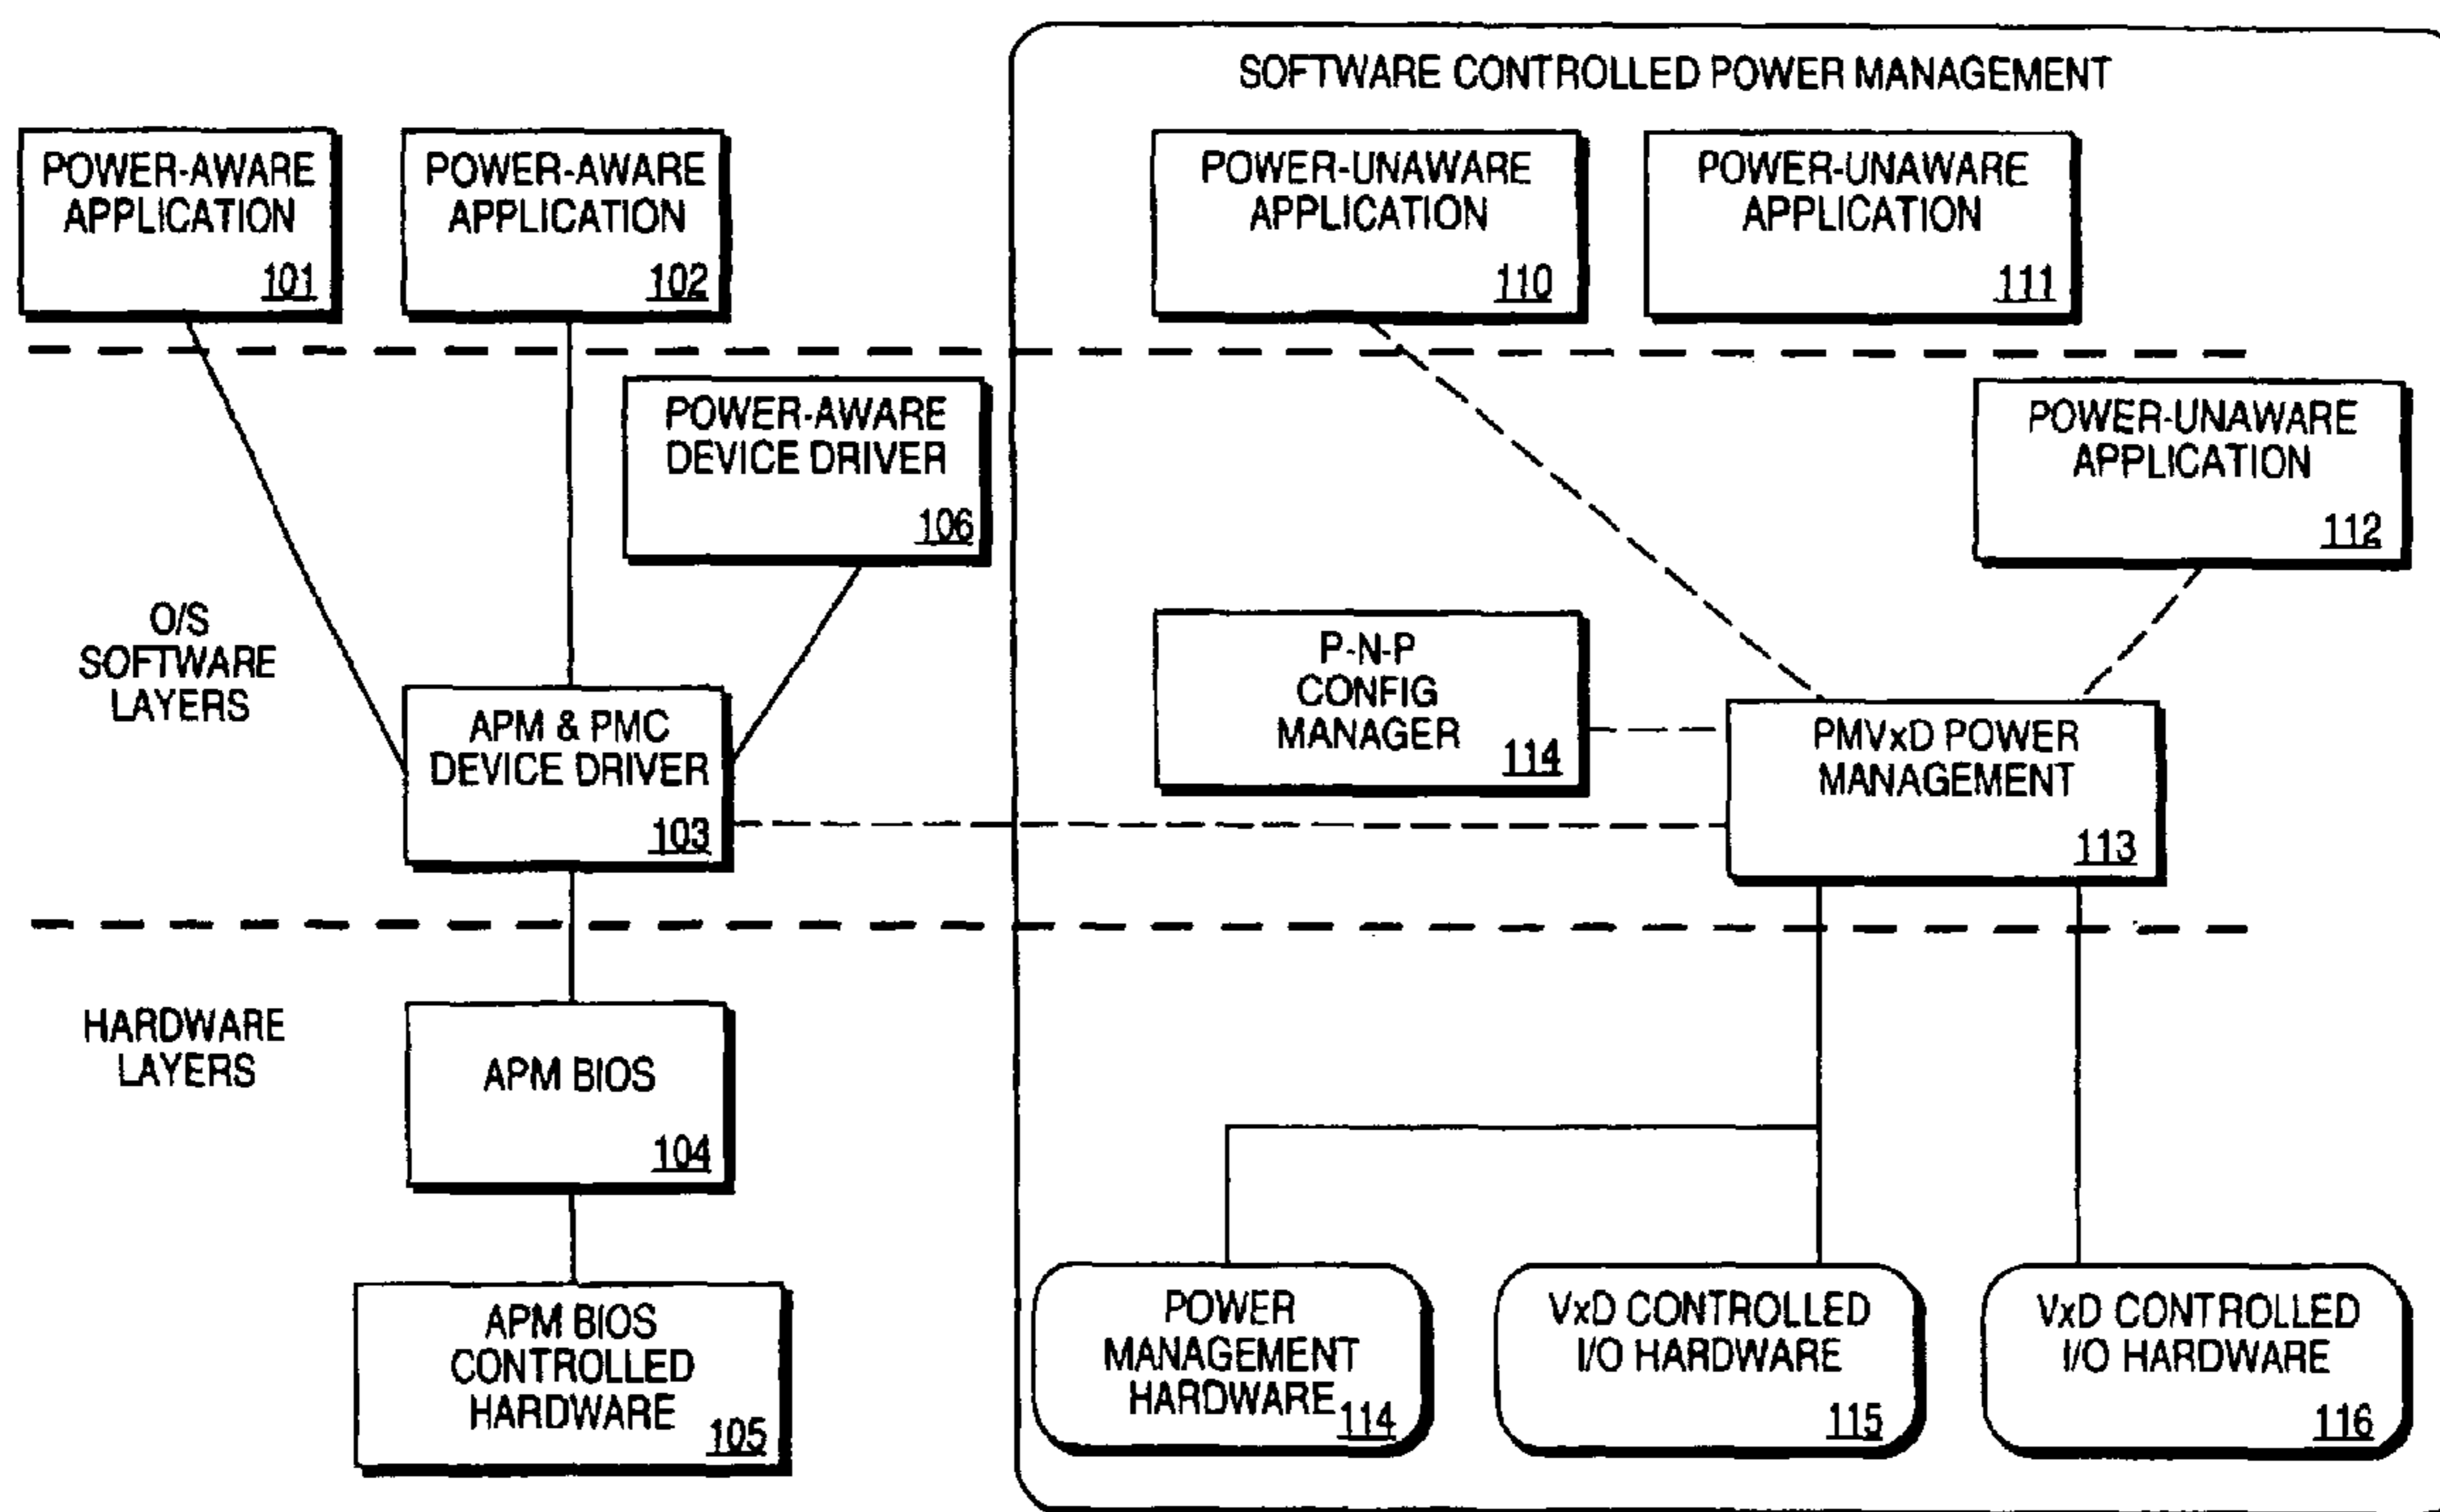 SOFTWARE CONTROLLED POWER MANAGEMENT
POWER-AWARE
APPLICATION
101
POWER-AWARE
APPLICATION
102
POWER-UNAWARE
APPLICATION
110
POWER-UNAWARE
APPLICATION
111
POWER-AWARE
DEVICE DRIVER
106
POWER-UNAWARE
APPLICATION
112
O/S
SOFTWARE
LAYERS
P-N-P
CONFIG
MANAGER
114
APM & PMC
DEVICE DRIVER
103
PMVxD POWER
MANAGEMENT
113
HARDWARE
LAYERS
APM BIOS
104
APM BIOS
CONTROLLED
HARDWARE
105
POWER
MANAGEMENT
HARDWARE
114
VxD CONTROLLED
I/O HARDWARE
115
VxD CONTROLLED
I/O HARDWARE
116